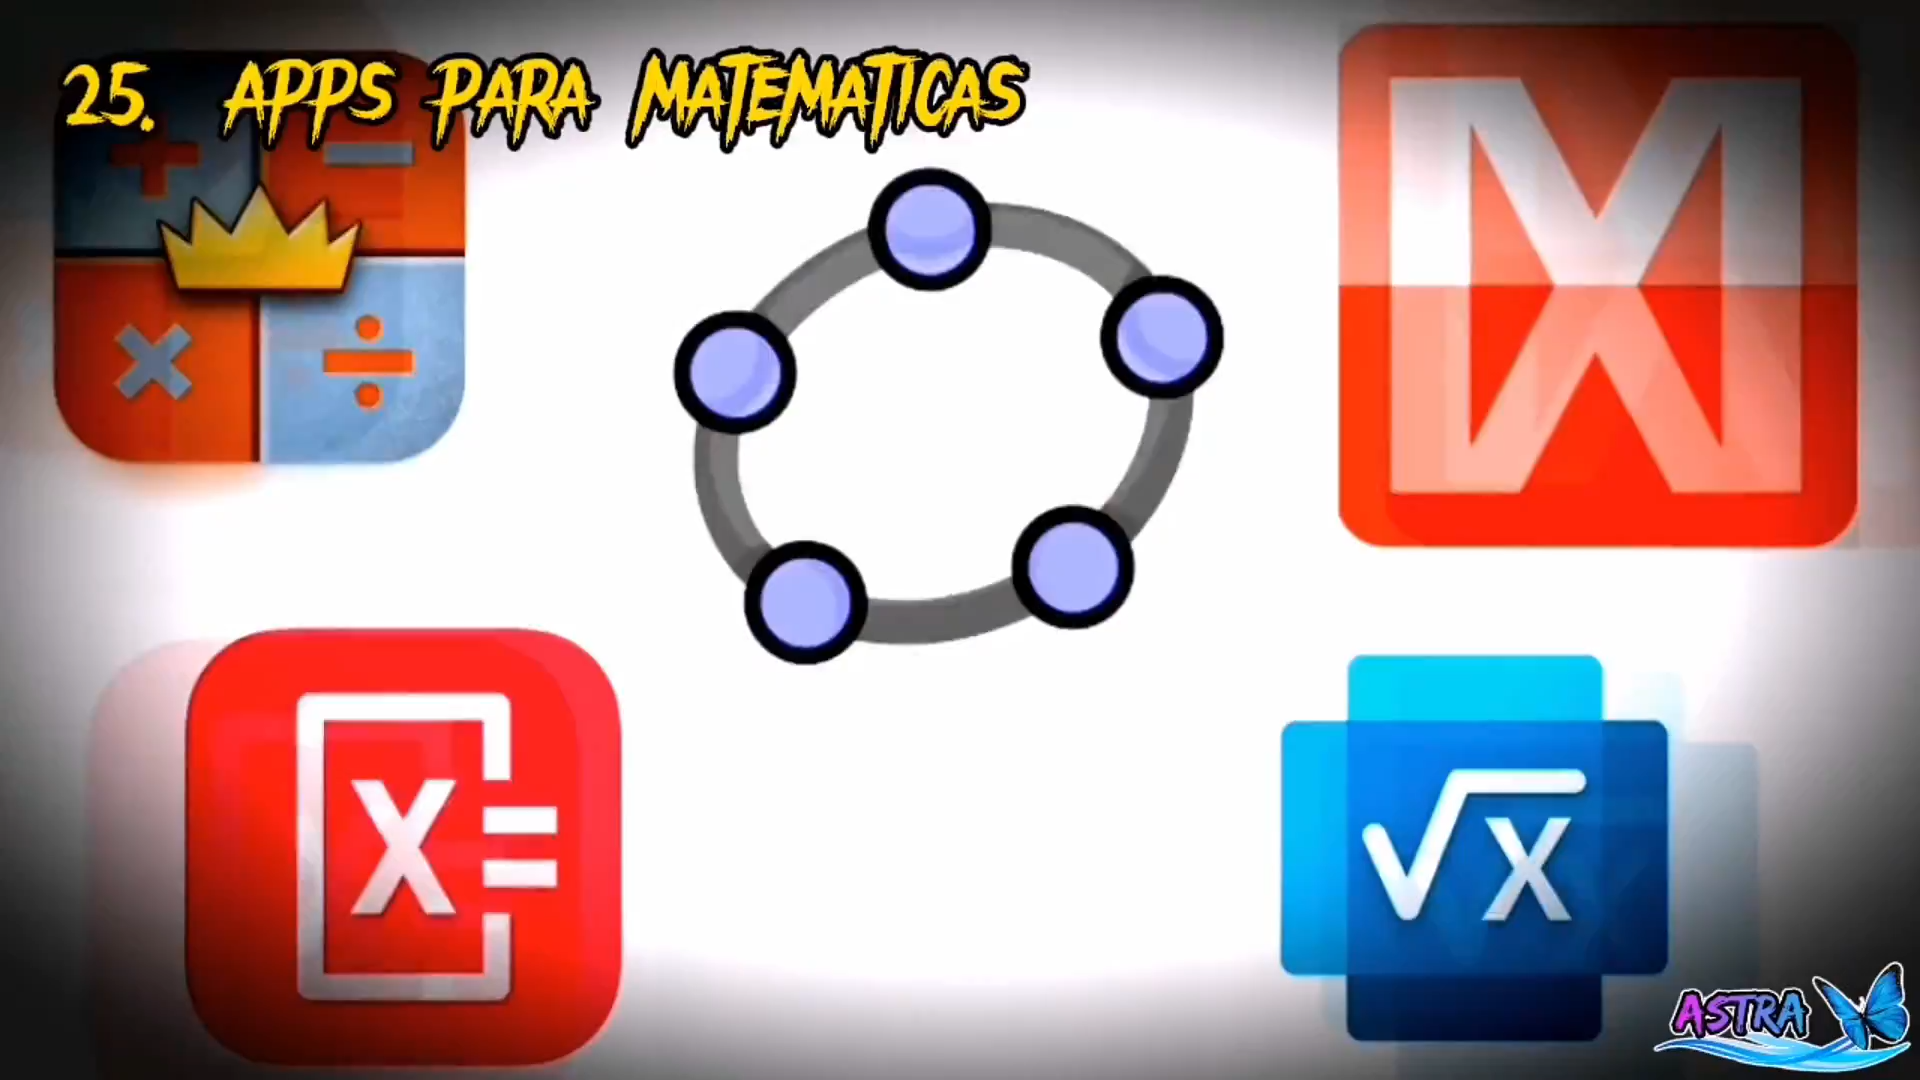 25. APPS PARA MATEMATICAS
+ -
× ÷
M
X=
√x
ASTRA